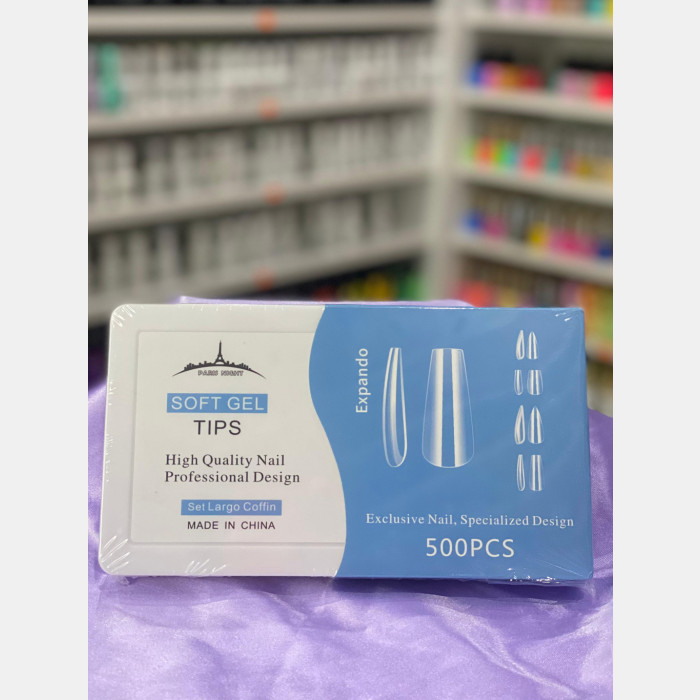 PARIS NIGHT
SOFT GEL
TIPS
High Quality Nail
Professional Design
Set Largo Coffin
MADE IN CHINA
Expando
Exclusive Nail, Specialized Design
500PCS